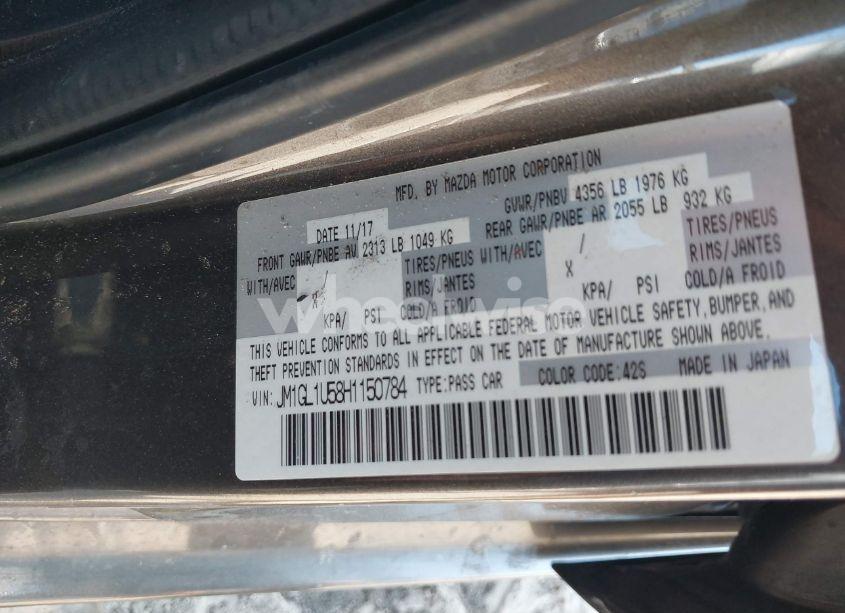 MFD. BY MAZDA MOTOR CORPORATION
DATE 11/17
GVWR/PNBV 4356 LB 1976 KG
FRONT GAWR/PNBE AV 2313 LB 1049 KG
REAR GAWR/PNBE AR 2055 LB 932 KG
WITH/AVEC / TIRES/PNEUS
WITH/AVEC / TIRES/PNEUS
X RIMS/JANTES
X RIMS/JANTES
KPA/ PSI COLD/A FROID
KPA/ PSI COLD/A FROID
THIS VEHICLE CONFORMS TO ALL APPLICABLE FEDERAL MOTOR VEHICLE SAFETY, BUMPER, AND
THEFT PREVENTION STANDARDS IN EFFECT ON THE DATE OF MANUFACTURE SHOWN ABOVE.
VIN: JM1GL1U58H1150784 TYPE:PASS CAR COLOR CODE:42S MADE IN JAPAN
wheelwise